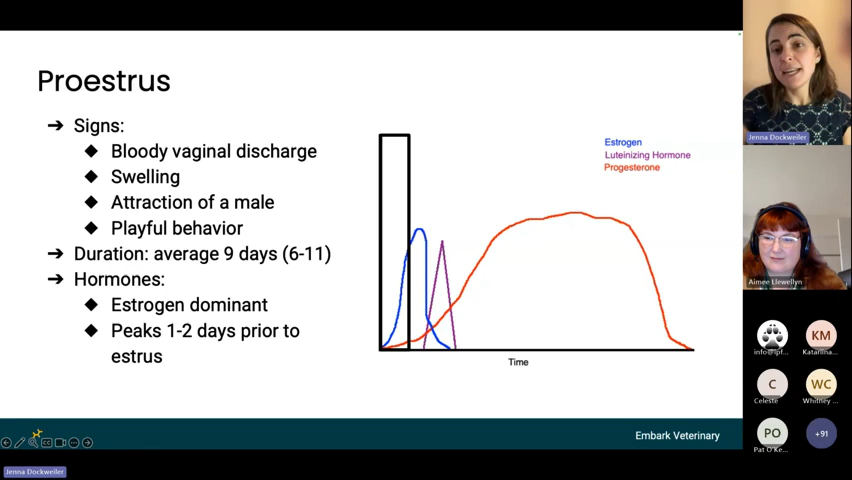 Proestrus
➔ Signs:
◆ Bloody vaginal discharge
◆ Swelling
◆ Attraction of a male
◆ Playful behavior
➔ Duration: average 9 days (6-11)
➔ Hormones:
◆ Estrogen dominant
◆ Peaks 1-2 days prior to
estrus
Estrogen
Luteinizing Hormone
Progesterone
Time
Embark Veterinary
Jenna Dockweiler
Jenna Dockweiler
Aimee Llewellyn
info@lpf...
KM
Katariina...
C
Celeste
WC
Whitney ...
PO
Pat O'Ke...
+91